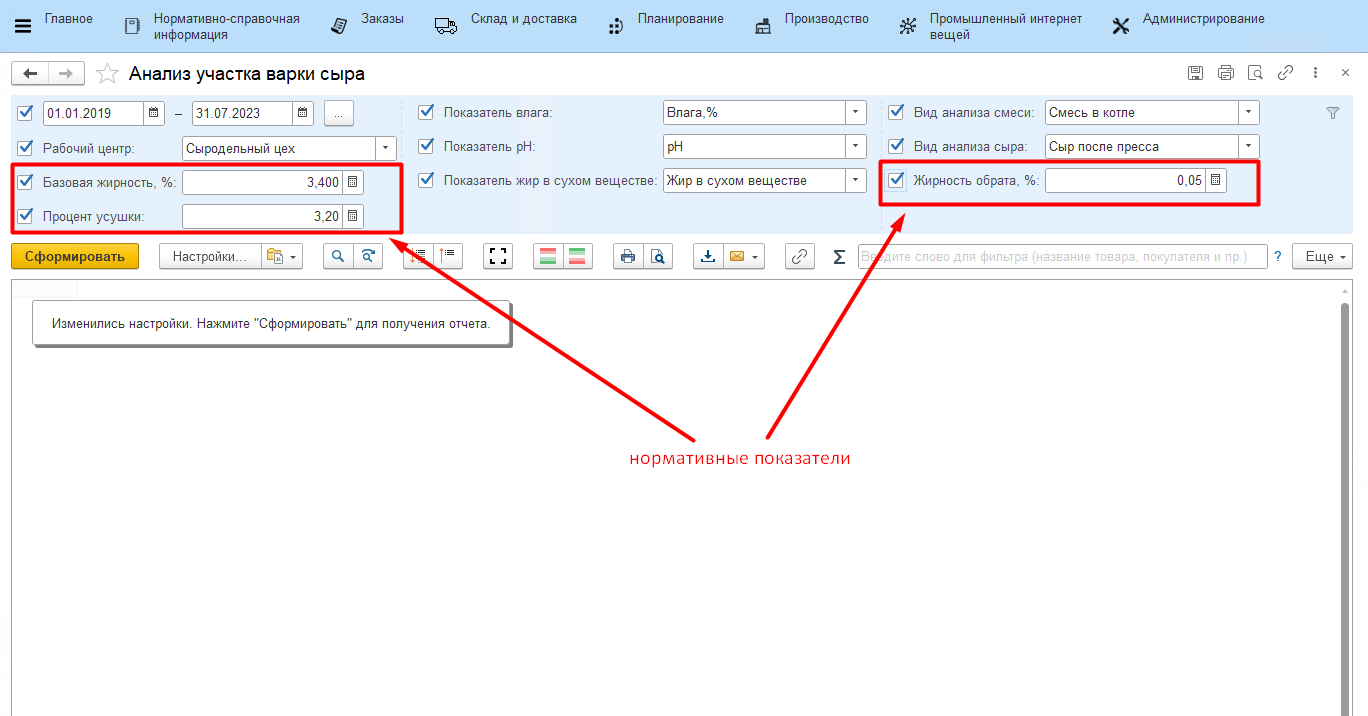 Главное
Нормативно-справочная
информация
Заказы
Склад и доставка
Планирование
Производство
Промышленный интернет
вещей
Администрирование
Анализ участка варки сыра
01.01.2019 – 31.07.2023 ...
Показатель влага: Влага,%
Вид анализа смеси: Смесь в котле
Рабочий центр: Сыродельный цех
Показатель pH: pH
Вид анализа сыра: Сыр после пресса
Базовая жирность, %: 3,400
Показатель жир в сухом веществе: Жир в сухом веществе
Жирность обрата, %: 0,05
Процент усушки: 3,20
Сформировать Настройки... Σ Введите слово для фильтра (название товара, покупателя и пр.) ? Еще
Изменились настройки. Нажмите "Сформировать" для получения отчета.
нормативные показатели